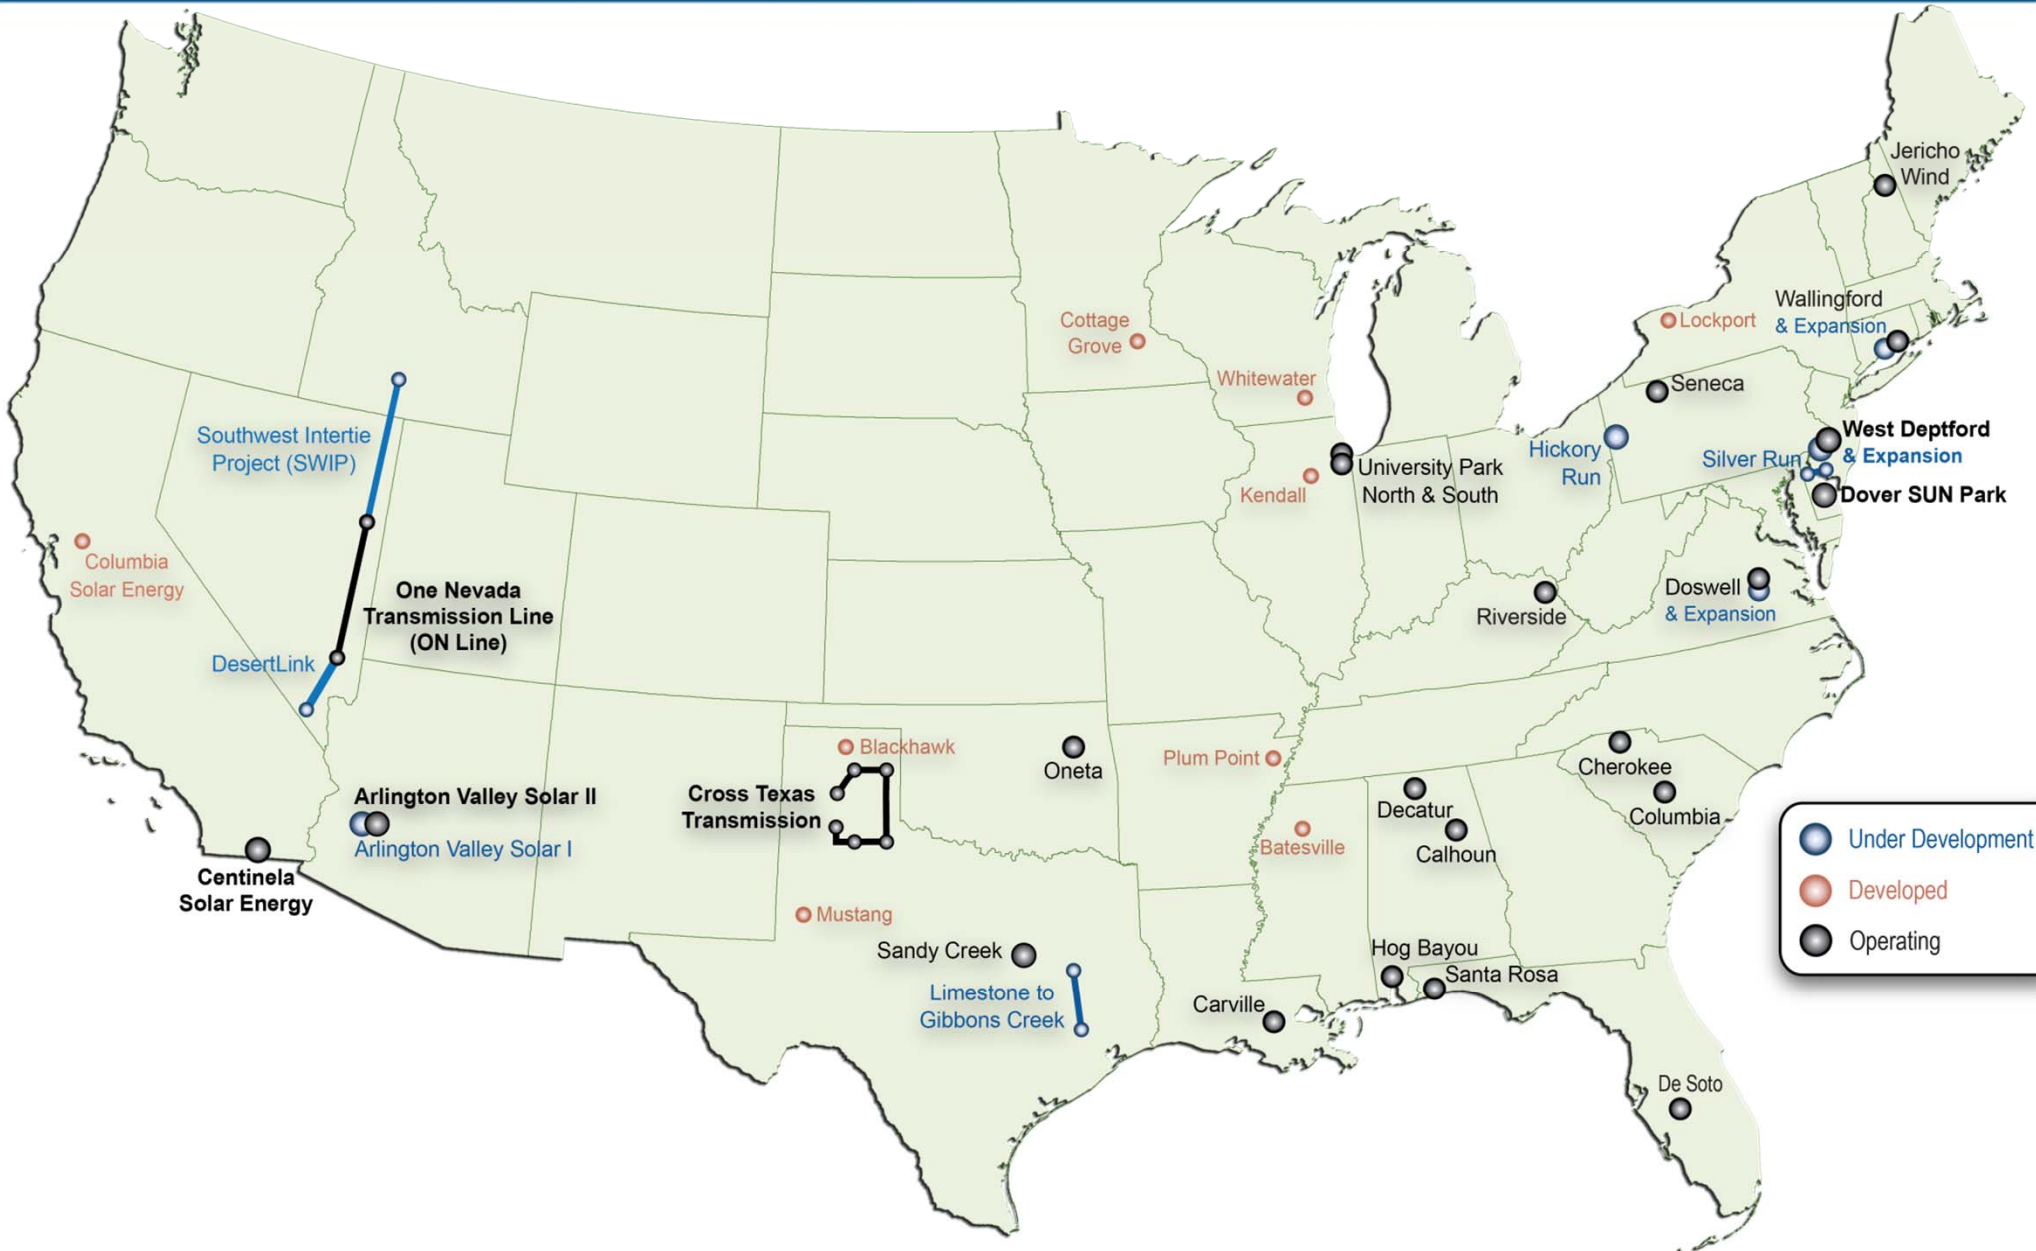 Jericho
Wind
Wallingford
& Expansion
Lockport
Cottage
Grove
Whitewater
Seneca
Southwest Intertie
Project (SWIP)
West Deptford
& Expansion
Hickory
Run
Silver Run
University Park
North & South
Kendall
Dover SUN Park
Columbia
Solar Energy
One Nevada
Transmission Line
(ON Line)
Doswell
& Expansion
Riverside
DesertLink
Blackhawk
Oneta
Plum Point
Cherokee
Arlington Valley Solar II
Arlington Valley Solar I
Cross Texas
Transmission
Decatur
Columbia
Calhoun
Batesville
Under Development
Developed
Operating
Centinela
Solar Energy
Mustang
Sandy Creek
Hog Bayou
Santa Rosa
Limestone to
Gibbons Creek
Carville
De Soto